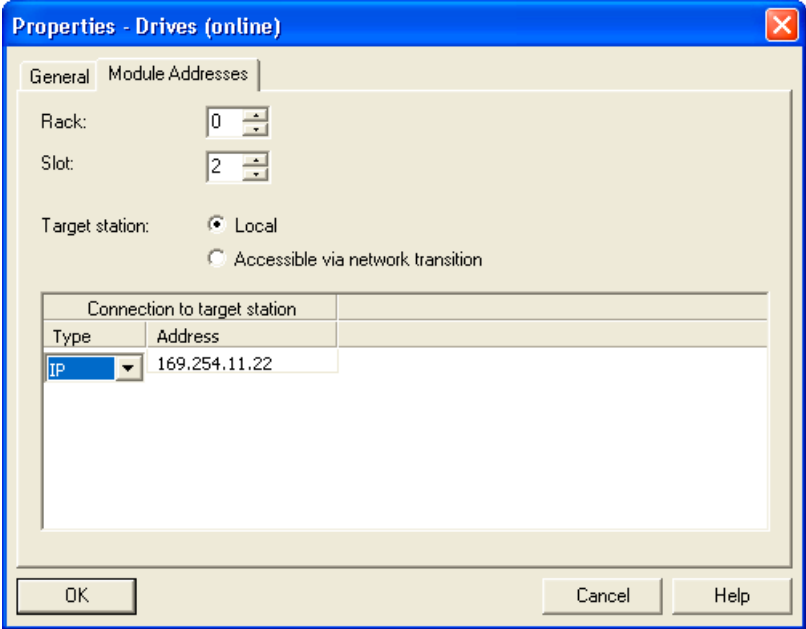 Properties - Drives (online)
General Module Addresses
Rack: 0
Slot: 2
Target station: Local
Accessible via network transition
Connection to target station
Type Address
IP 169.254.11.22
OK Cancel Help